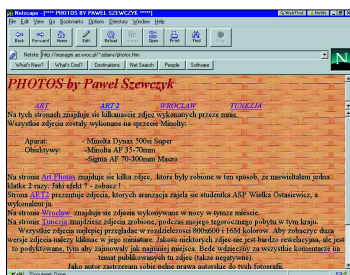 Netscape - [**** PHOTOS BY PAWEL SZEWCZYK ****]
File Edit View Go Bookmarks Options Directory Window Help
Back Forward Home Edit Reload Images Open Print Find Stop
Netsite: http://manager.ae.wroc.pl/~adamv/photos.htm
What's New? What's Cool? Destinations Net Search People Software
N
PHOTOS by Pawel Szewczyk
ART ART 2 WROCLAW TUNEZJA
Na tych stronach znajduje sie kilkanascie zdjec wykonanych przeze mnie.
Wszystkie zdjecia zostaly wykonane na sprzecie Minolty:
Aparat: - Minolta Dynax 500si Super
Obiektywy: -Minolta AF 35-70mm
-Sigma AF 70-300mm Macro
Na stronie Art Photos znajduje sie kilka zdjec, ktore byly robione w ten sposob, ze naswietlalem jedna
klatke 2 razy. Jaki efekt ? - zobacz !
Strona ART2 prezentuje zdjecia, ktorych aranzacja zajela sie studentka ASP Wiolka Ostasiewicz, a
wykonalem ja.
Na stronie Wroclaw znajduja sie zdjecia wykonywane w nocy w tymze miescie.
Na stronie Tunezja znajdziesz zdjecia zrobione, podczas mojego tegorocznego pobytu w tym kraju.
Wszystkie zdjecia najlepiej przegladac w rozdzielczosci 800x600 i 16M kolorow. Aby zobaczyc duza
wersje zdjecia nalezy kliknac w jego miniature. Jakosc niektorych zdjec nie jest bardzo rewelacyjna, ale jest
to podyktowane, tym aby zajmowaly jak najmniej miejsca. Bede wdzieczny za wszystkie komentarze na
temat publikowanych tu zdjec (takze negatywne).
Jako autor zastrzegam sobie pelne prawa autorskie do tych fotografii.
Document: Done